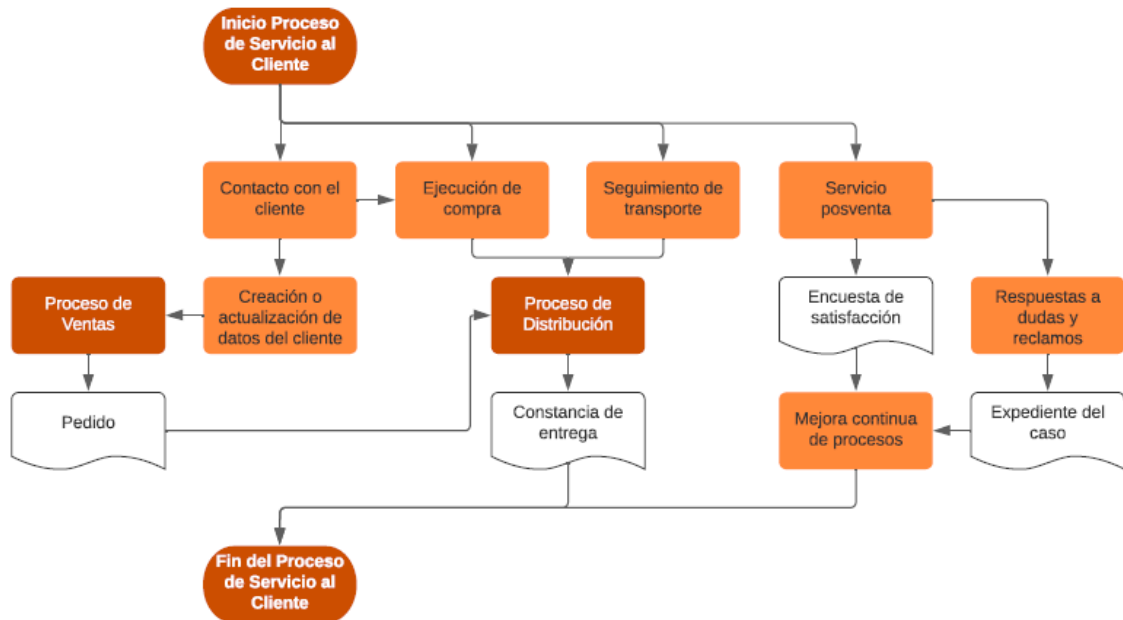 Inicio Proceso
de Servicio al
Cliente
Contacto con el
cliente
Ejecución de
compra
Seguimiento de
transporte
Servicio
posventa
Proceso de
Ventas
Creación o
actualización de
datos del cliente
Proceso de
Distribución
Encuesta de
satisfacción
Respuestas a
dudas y
reclamos
Pedido
Constancia de
entrega
Mejora continua
de procesos
Expediente del
caso
Fin del Proceso
de Servicio al
Cliente